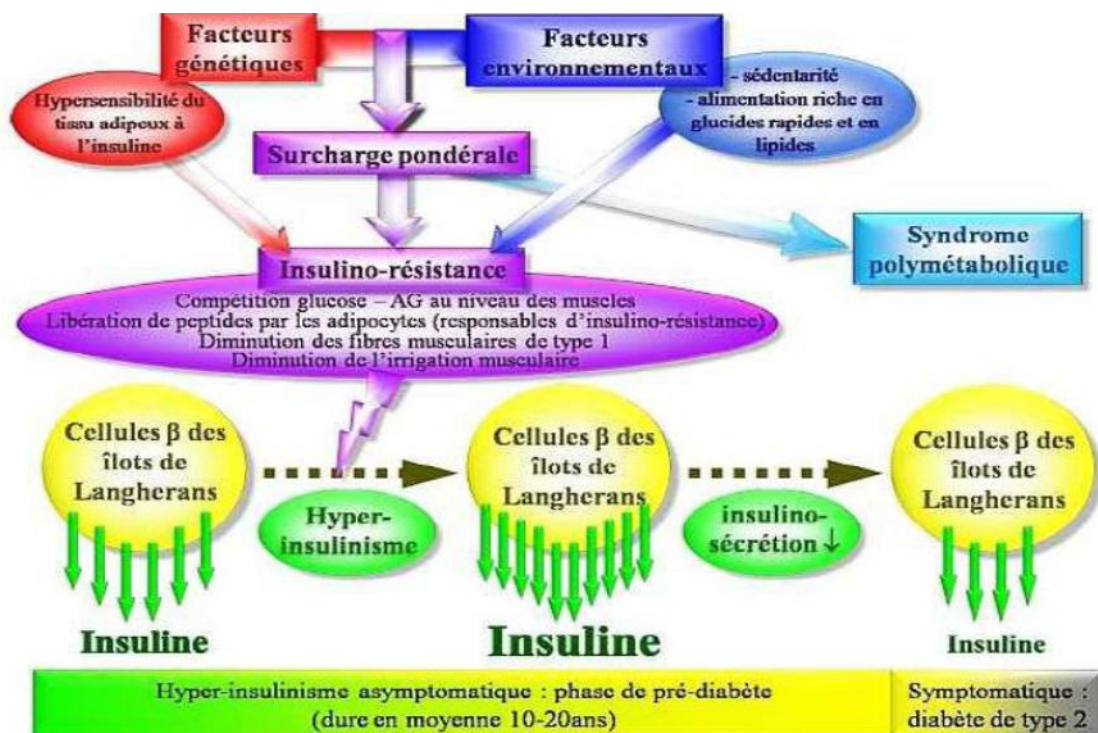 Facteurs
génétiques
Facteurs
environnementaux
Hypersensibilité du
tissu adipeux à
l'insuline
- sédentarité
- alimentation riche en
glucides rapides et en
lipides
Surcharge pondérale
Syndrome
polymétabolique
Insulino-résistance
Compétition glucose – AG au niveau des muscles
Libération de peptides par les adipocytes (responsables d'insulino-résistance)
Diminution des fibres musculaires de type 1
Diminution de l'irrigation musculaire
Cellules β des
îlots de
Langherans
Hyper-
insulinisme
Cellules β des
îlots de
Langherans
insulino-
sécrétion ↓
Cellules β des
îlots de
Langherans
Insuline
Insuline
Insuline
Hyper-insulinisme asymptomatique : phase de pré-diabète
(dure en moyenne 10-20ans)
Symptomatique :
diabète de type 2